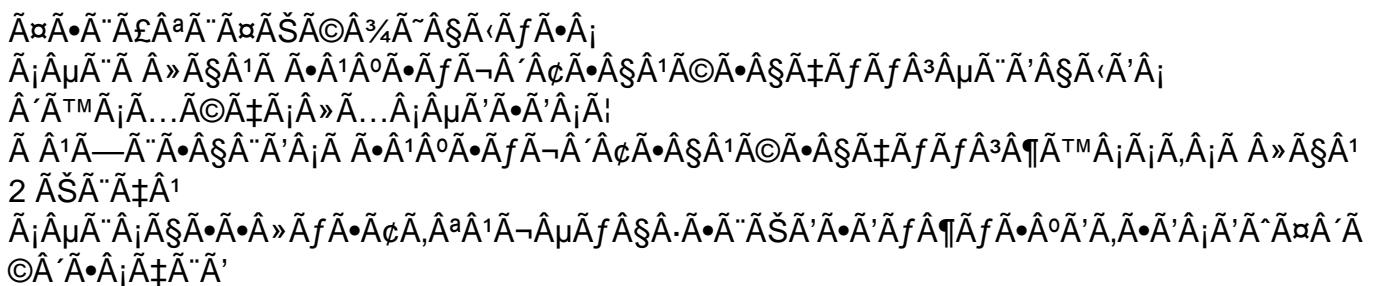 Ã¤Ã•Ã¨Ã£ÂªÃ¨Ã¤ÃŠÃ©Â¾Ã˜Â§Ã‹ÃƒÃ•Â¡
Ã¡ÂµÃ¨Ã Â»Ã§Â¹Ã Ã•Â¹ÂºÃ•ÃƒÃ¬Â´Â¢Ã•Â§Â¹Ã©Ã•Â§Ã‡ÃƒÃƒÂ³ÂµÃ¨Ã’Â§Ã‹Ã’Â¡
Â´Ã™Ã¡Ã…Ã©Ã‡Ã¡Â»Ã…Â¡ÂµÃ’Ã•Ã’Â¡Ã¦
Ã Â¹Ã—Ã¨Ã•Â§Â¨Ã’Â¡Ã Ã•Â¹ÂºÃ•ÃƒÃ¬Â´Â¢Ã•Â§Â¹Ã©Ã•Â§Ã‡ÃƒÃƒÂ³Â¶Ã™Â¡Ã¡Ã‚Â¡Ã Â»Ã§Â¹
2 ÃŠÃ¨Ã‡Â¹
Ã¡ÂµÃ¨Â¡Ã§Ã•Ã•Â»ÃƒÃ•Ã¢Ã‚ÂªÂ¹Ã¬ÂµÃƒÂ§Â·Ã•Ã¨ÃŠÃ’Ã•Ã’ÃƒÂ¶ÃƒÃ•ÂºÃ’Ã‚Ã•Ã’Â¡Ã’ÃˆÃ¤Â´Ã
©Â´Ã•Â¡Ã‡Ã¨Ã’